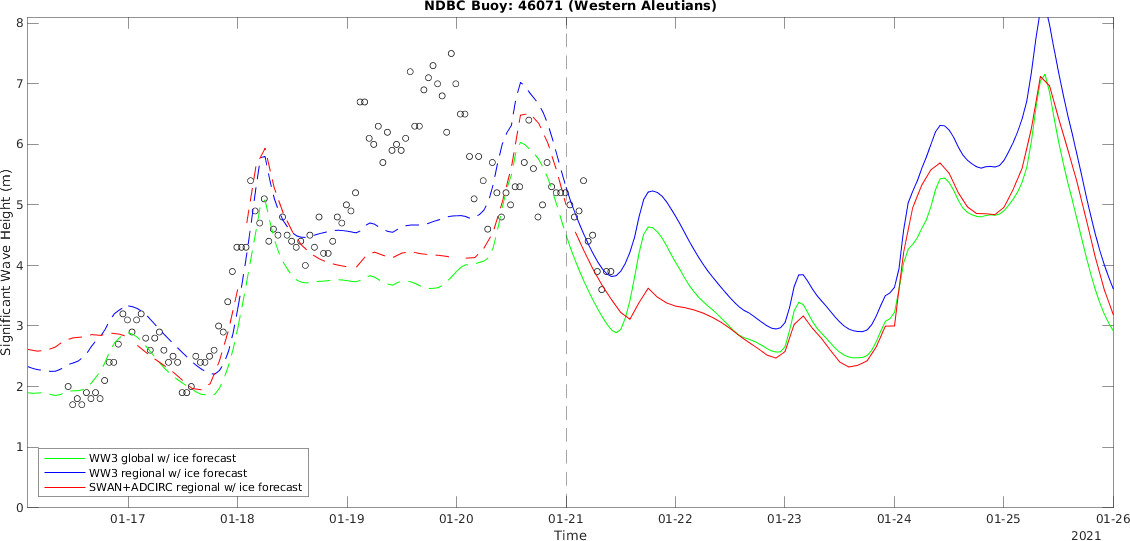 NDBC Buoy: 46071 (Western Aleutians)
Significant Wave Height (m)
8
7
6
5
4
3
2
1
0
WW3 global w/ ice forecast
WW3 regional w/ ice forecast
SWAN+ADCIRC regional w/ ice forecast
01-17 01-18 01-19 01-20 01-21 01-22 01-23 01-24 01-25 01-26
Time
2021